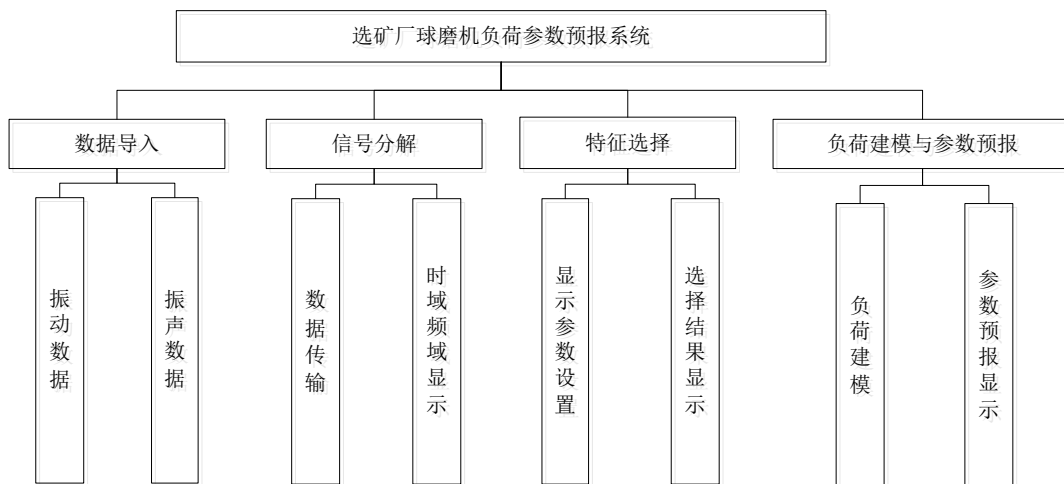 选矿厂球磨机负荷参数预报系统
数据导入
信号分解
特征选择
负荷建模与参数预报
振动数据
振声数据
数据传输
时域频域显示
显示参数设置
选择结果显示
负荷建模
参数预报显示